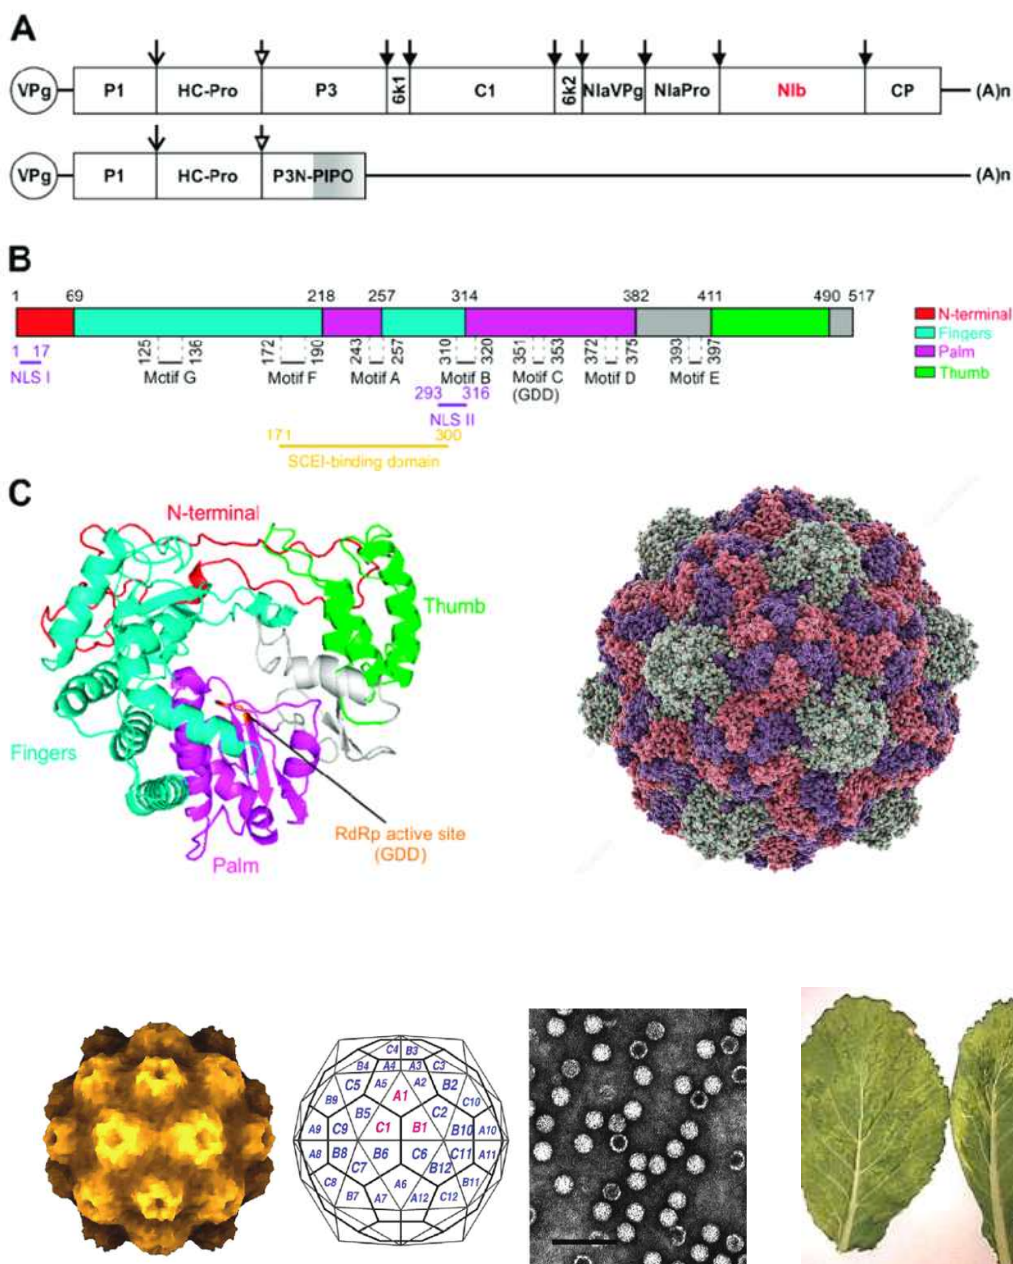 A
VPg P1 HC-Pro P3 6k1 C1 6k2 NIaVPg NIaPro NIb CP (A)n
VPg P1 HC-Pro P3N-PIPO (A)n
B
1 69 218 257 314 382 411 490 517
N-terminal
Fingers
Palm
Thumb
1 17 125 136 172 190 243 257 310 320 351 353 372 375 393 397
NLS I Motif G Motif F Motif A Motif B Motif C Motif D Motif E
(GDD)
293 316
NLS II
171 300
SCEI-binding domain
C
N-terminal
Thumb
Fingers
RdRp active site
(GDD)
Palm
C4 B3
B4 A4 A3 C3
C5 A5 A2 B2
B9 A1 C10
B5 C2
A9 C9 C1 B1 B10 A10
A8 B8 B6 C6 C11 A11
C7 B12
C8 B11
B7 A7 A6 A12 C12